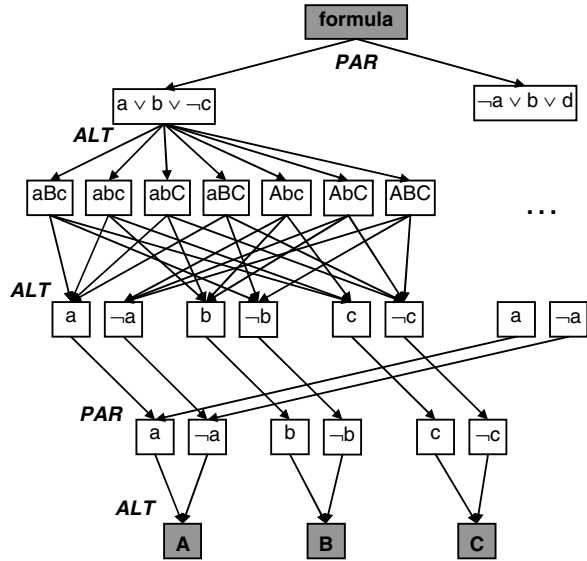 formula
PAR
a ∨ b ∨ ¬c
¬a ∨ b ∨ d
ALT
aBc abc abC aBC Abc AbC ABC
...
ALT
a ¬a b ¬b c ¬c a ¬a
PAR
a ¬a b ¬b c ¬c
ALT
A B C